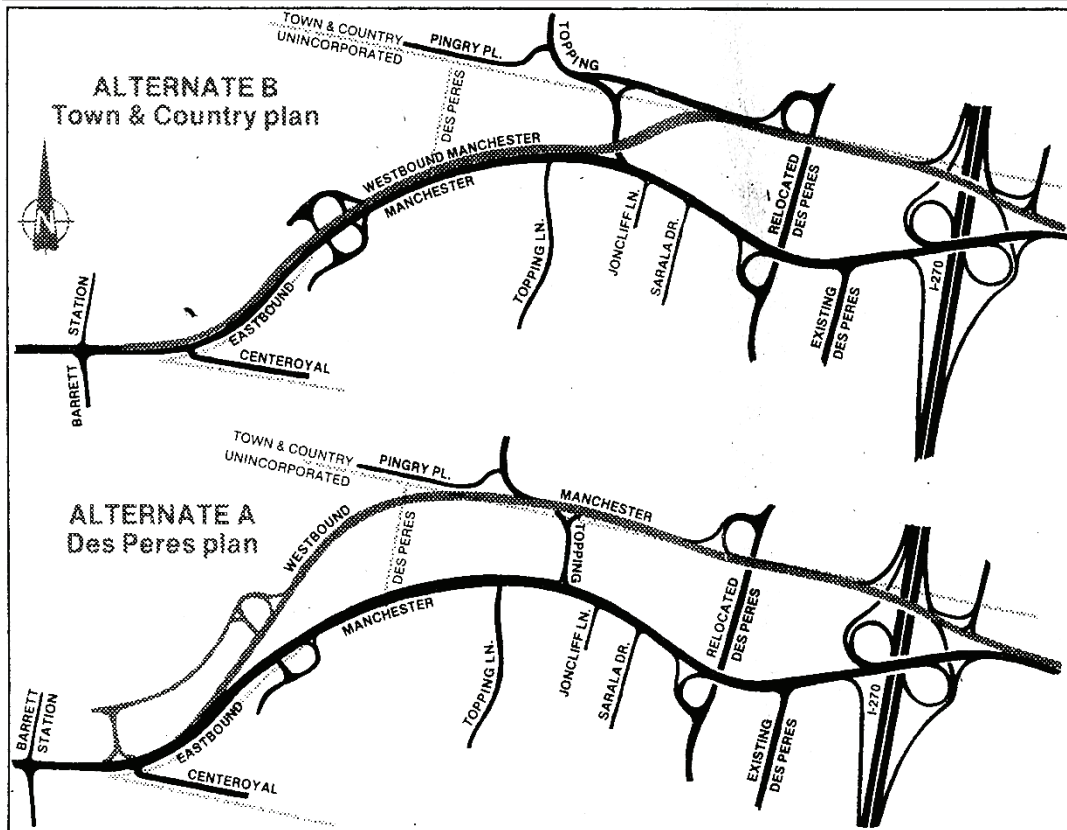 TOWN & COUNTRY
UNINCORPORATED
PINGRY PL.
TOPPING
ALTERNATE B
Town & Country plan
DES PERES
WESTBOUND MANCHESTER
MANCHESTER
N
EASTBOUND
TOPPING LN.
JONCLIFF LN.
SARALA DR.
RELOCATED
DES PERES
EXISTING
DES PERES
I-270
STATION
BARRETT
CENTEROYAL
TOWN & COUNTRY
UNINCORPORATED
PINGRY PL.
ALTERNATE A
Des Peres plan
WESTBOUND
DES PERES
MANCHESTER
TOPPING
MANCHESTER
EASTBOUND
TOPPING LN.
JONCLIFF LN.
SARALA DR.
RELOCATED
DES PERES
EXISTING
DES PERES
I-270
BARRETT
STATION
CENTEROYAL